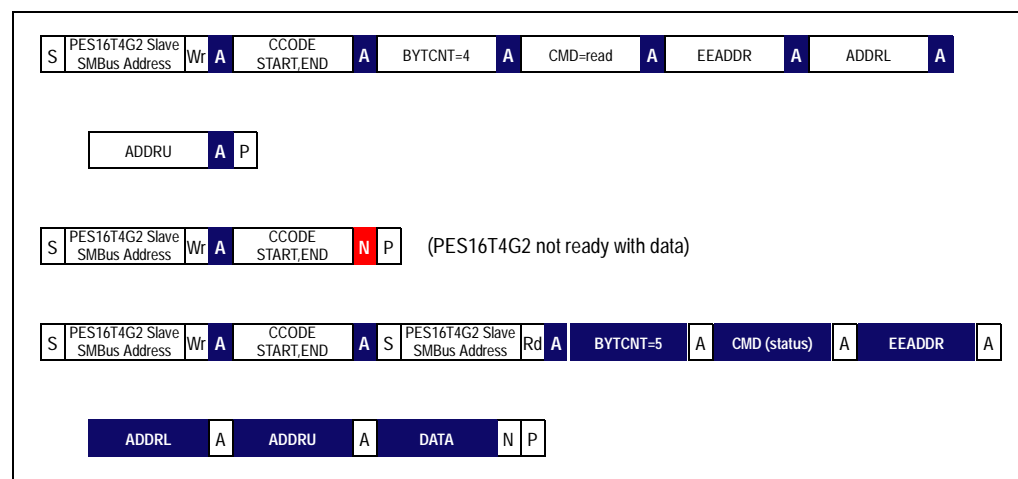 S PES16T4G2 Slave SMBus Address Wr A CCODE START,END A BYTCNT=4 A CMD=read A EEADDR A ADDRL A
ADDRU A P
S PES16T4G2 Slave SMBus Address Wr A CCODE START,END N P (PES16T4G2 not ready with data)
S PES16T4G2 Slave SMBus Address Wr A CCODE START,END A S PES16T4G2 Slave SMBus Address Rd A BYTCNT=5 A CMD (status) A EEADDR A
ADDRL A ADDRU A DATA N P